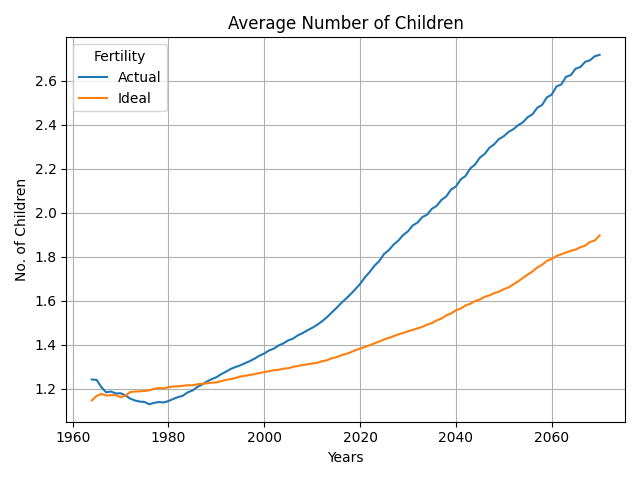 Average Number of Children
Fertility
Actual
Ideal
No. of Children
2.6
2.4
2.2
2.0
1.8
1.6
1.4
1.2
1960 1980 2000 2020 2040 2060
Years